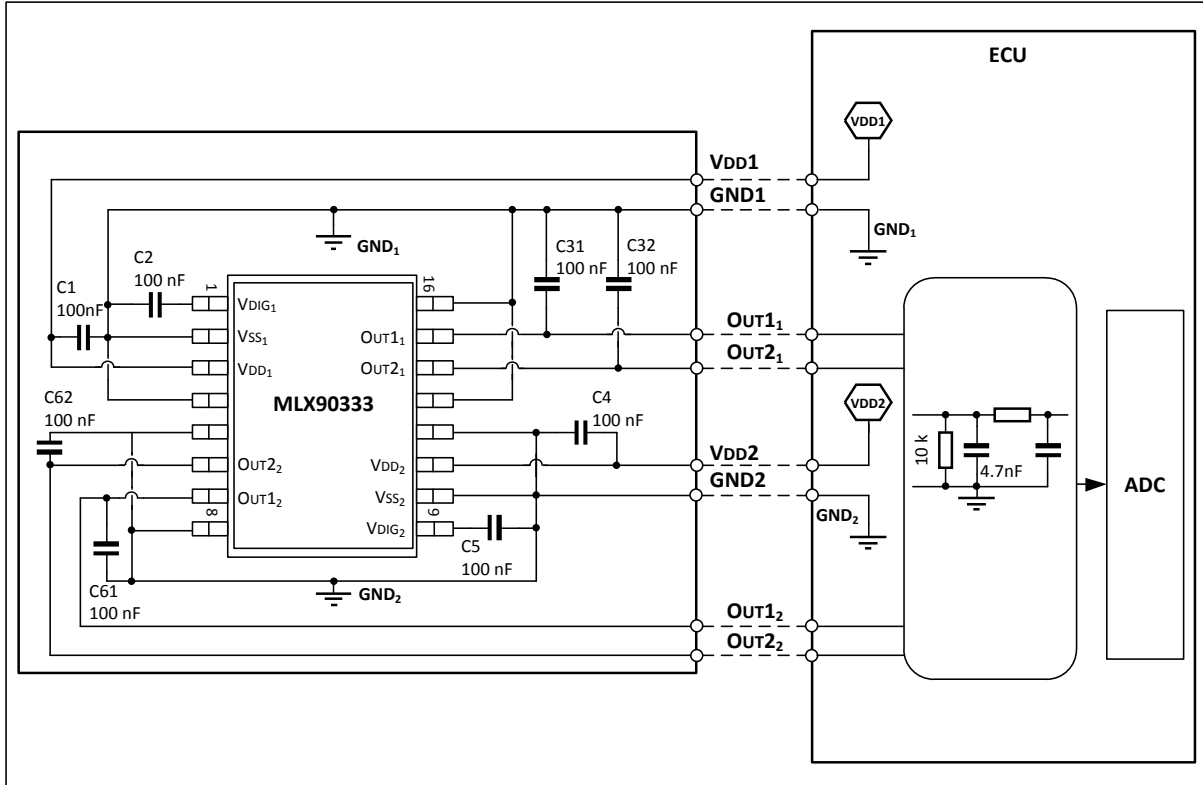 ECU
VDD1
VDD1
GND1
GND₁
GND₁
C31
100 nF
C32
100 nF
C2
100 nF
C1
100nF
1
16
VDIG₁
VSS₁
OUT1₁
VDD₁
OUT2₁
OUT1₁
OUT2₁
MLX90333
C62
100 nF
C4
100 nF
VDD2
OUT2₂
VDD₂
VDD2
OUT1₂
VSS₂
GND2
GND₂
8
9
VDIG₂
C5
100 nF
C61
100 nF
GND₂
10 k
4.7nF
ADC
OUT1₂
OUT2₂